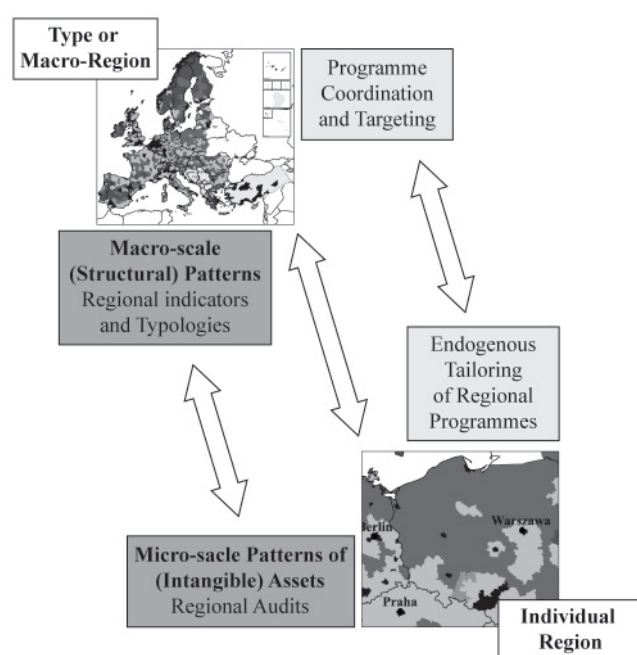 Type or
Macro-Region
Programme
Coordination
and Targeting
Macro-scale
(Structural) Patterns
Regional indicators
and Typologies
Endogenous
Tailoring
of Regional
Programmes
Berlin
Warszawa
Praha
Micro-sacle Patterns of
(Intangible) Assets
Regional Audits
Individual
Region